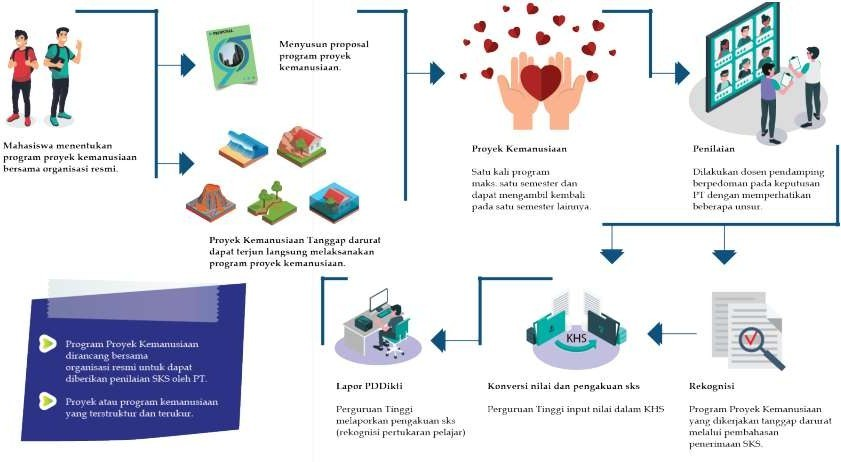 PROPOSAL
Menyusun proposal
program proyek
kemanusiaan.
Mahasiswa menentukan
program proyek kemanusiaan
bersama organisasi resmi.
Proyek Kemanusiaan Tanggap darurat
dapat terjun langsung melaksanakan
program proyek kemanusiaan.
Proyek Kemanusiaan
Satu kali program
maks. satu semester dan
dapat mengambil kembali
pada satu semester lainnya.
Penilaian
Dilakukan dosen pendamping
berpedoman pada keputusan
PT dengan memperhatikan
beberapa unsur.
Rekognisi
Program Proyek Kemanusiaan
yang dikerjakan tanggap darurat
melalui pembahasan
penerimaan SKS.
KHS
Konversi nilai dan pengakuan sks
Perguruan Tinggi input nilai dalam KHS
Lapor PDDikti
Perguruan Tinggi
melaporkan pengakuan sks
(rekognisi pertukaran pelajar)
Program Proyek Kemanusiaan
dirancang bersama
organisasi resmi untuk dapat
diberikan penilaian SKS oleh PT.
Proyek atau program kemanusiaan
yang terstruktur dan terukur.